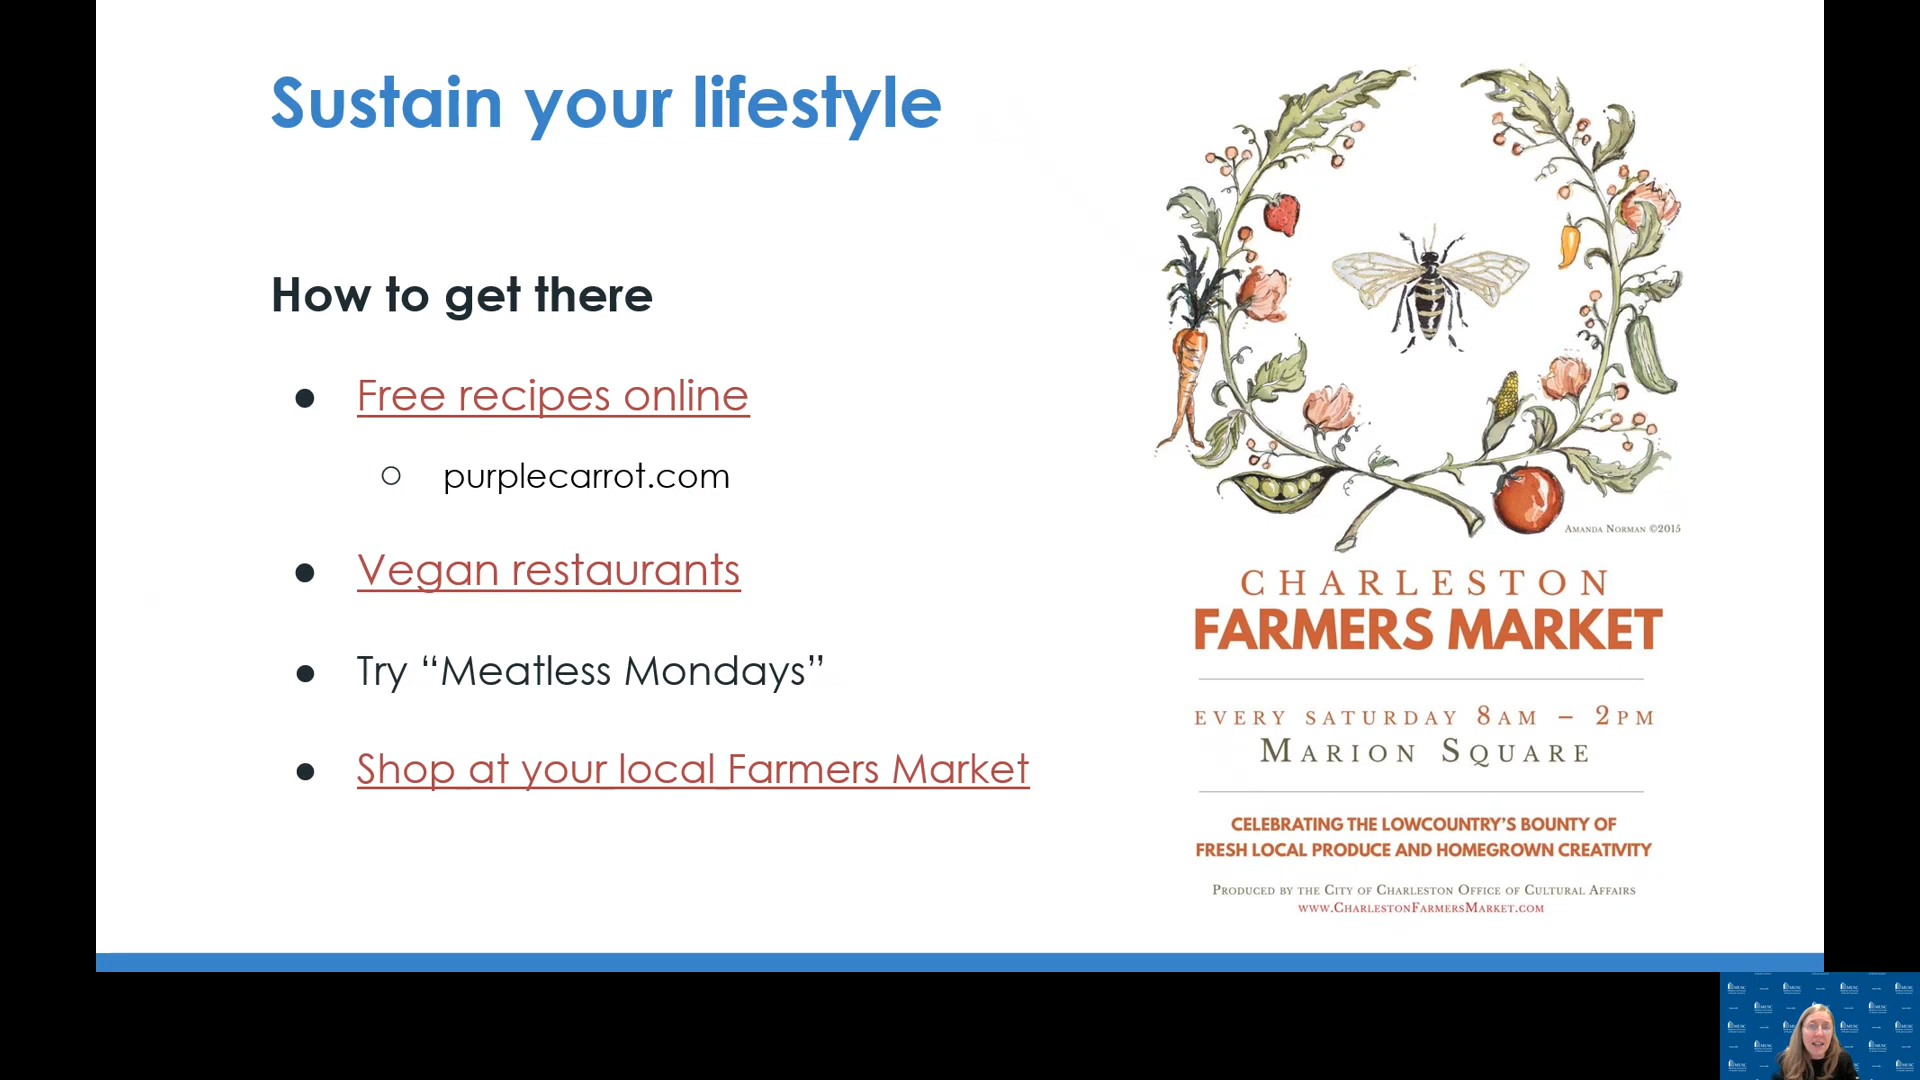 Sustain your lifestyle
How to get there
● Free recipes online
○ purplecarrot.com
● Vegan restaurants
● Try “Meatless Mondays”
● Shop at your local Farmers Market
AMANDA NORMAN ©2015
CHARLESTON
FARMERS MARKET
EVERY SATURDAY 8AM – 2PM
MARION SQUARE
CELEBRATING THE LOWCOUNTRY’S BOUNTY OF
FRESH LOCAL PRODUCE AND HOMEGROWN CREATIVITY
PRODUCED BY THE CITY OF CHARLESTON OFFICE OF CULTURAL AFFAIRS
WWW.CHARLESTONFARMERSMARKET.COM
MUSC